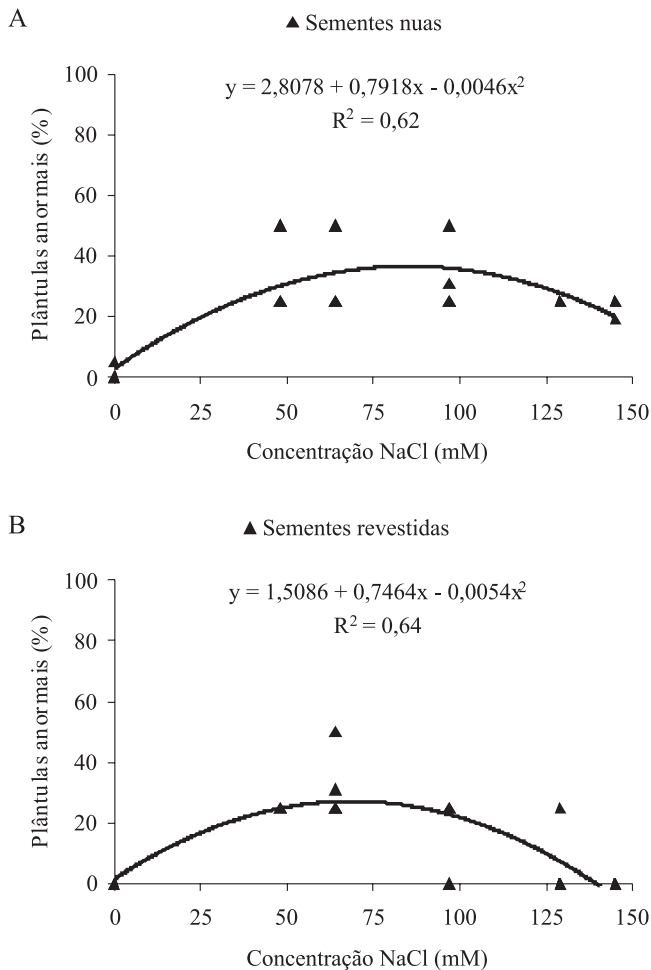 A
▲ Sementes nuas
y = 2,8078 + 0,7918x - 0,0046x²
R² = 0,62
Plântulas anormais (%)
100
80
60
40
20
0
0 25 50 75 100 125 150
Concentração NaCl (mM)
B
▲ Sementes revestidas
y = 1,5086 + 0,7464x - 0,0054x²
R² = 0,64
Plântulas anormais (%)
100
80
60
40
20
0
0 25 50 75 100 125 150
Concentração NaCl (mM)